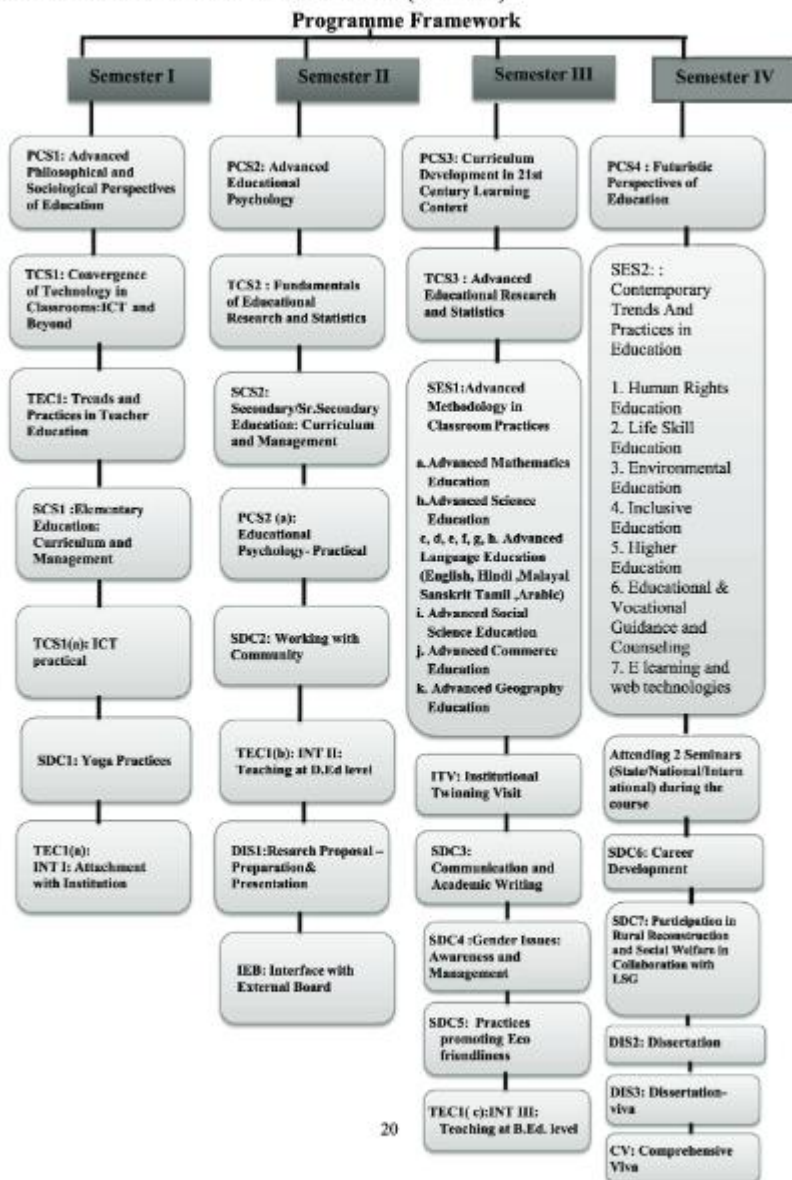 Programme Framework
Semester I
Semester II
Semester III
Semester IV
PCS1: Advanced
Philosophical and
Sociological Perspectives
of Education
TCS1: Convergence
of Technology in
Classrooms:ICT and
Beyond
TEC1: Trends and
Practices in Teacher
Education
SCS1 :Elementary
Education:
Curriculum and
Management
TCS1(a): ICT
practical
SDC1: Yoga Practices
TEC1(a):
INT I: Attachment
with Institution
PCS2: Advanced
Educational
Psychology
TCS2 : Fundamentals
of Educational
Research and Statistics
SCS2:
Secondary/Sr.Secondary
Education: Curriculum
and Management
PCS2 (a):
Educational
Psychology- Practical
SDC2: Working with
Community
TEC1(b): INT II:
Teaching at D.Ed level
DIS1:Resarch Proposal –
Preparation&
Presentation
IEB: Interface with
External Board
PCS3: Curriculum
Development in 21st
Century Learning
Context
TCS3 : Advanced
Educational Research
and Statistics
SES1:Advanced
Methodology in
Classroom Practices
a.Advanced Mathematics
Education
b.Advanced Science
Education
c, d, e, f, g, h. Advanced
Language Education
(English, Hindi ,Malayal
Sanskrit Tamil ,Arabic)
i. Advanced Social
Science Education
j. Advanced Commerce
Education
k. Advanced Geography
Education
ITV: Institutional
Twinning Visit
SDC3:
Communication and
Academic Writing
SDC4 :Gender Issues:
Awareness and
Management
SDC5: Practices
promoting Eco
friendliness
TEC1( c):INT III:
Teaching at B.Ed. level
PCS4 : Futuristic
Perspectives of
Education
SES2: :
Contemporary
Trends And
Practices in
Education
1. Human Rights
Education
2. Life Skill
Education
3. Environmental
Education
4. Inclusive
Education
5. Higher
Education
6. Educational &
Vocational
Guidance and
Counseling
7. E learning and
web technologies
Attending 2 Seminars
(State/National/Intern
ational) during the
course
SDC6: Career
Development
SDC7: Participation in
Rural Reconstruction
and Social Welfare in
Collaboration with
LSG
DIS2: Dissertation
DIS3: Dissertation-
viva
CV: Comprehensive
Viva
20